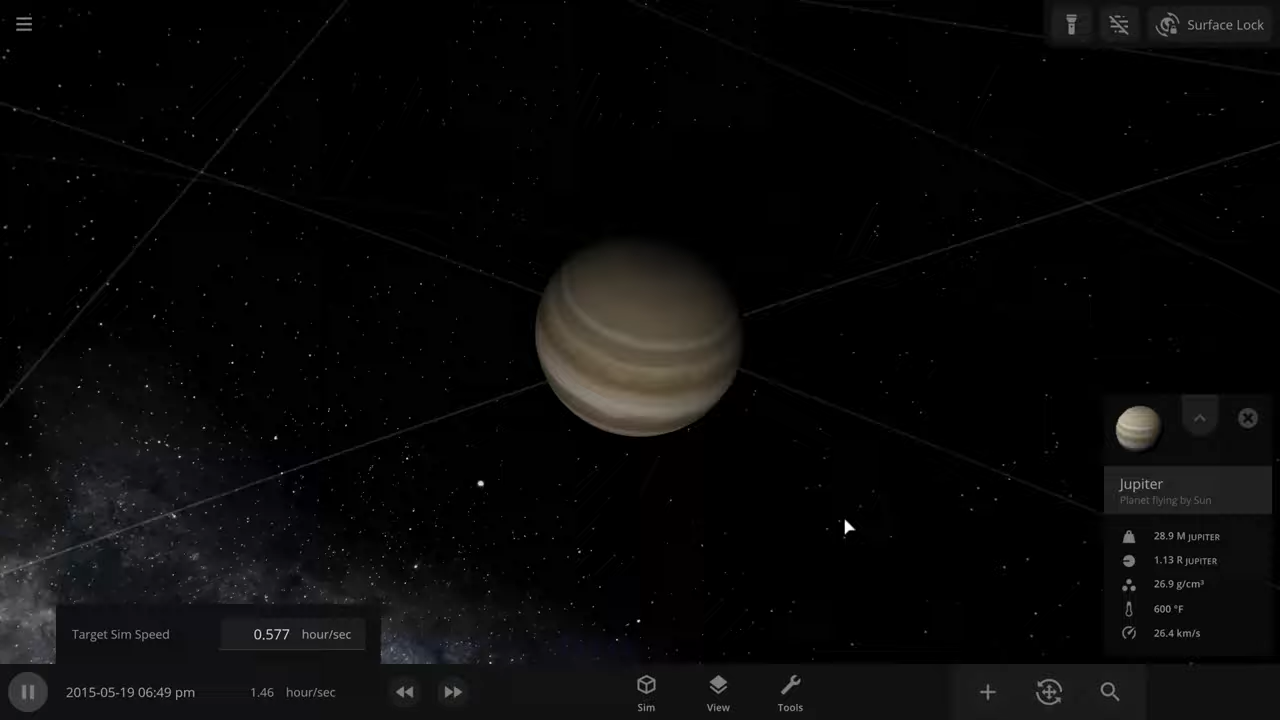 Surface Lock
Jupiter
Planet flying by Sun
28.9 M JUPITER
1.13 R JUPITER
26.9 g/cm³
600 °F
26.4 km/s
Target Sim Speed 0.577 hour/sec
2015-05-19 06:49 pm 1.46 hour/sec
Sim View Tools